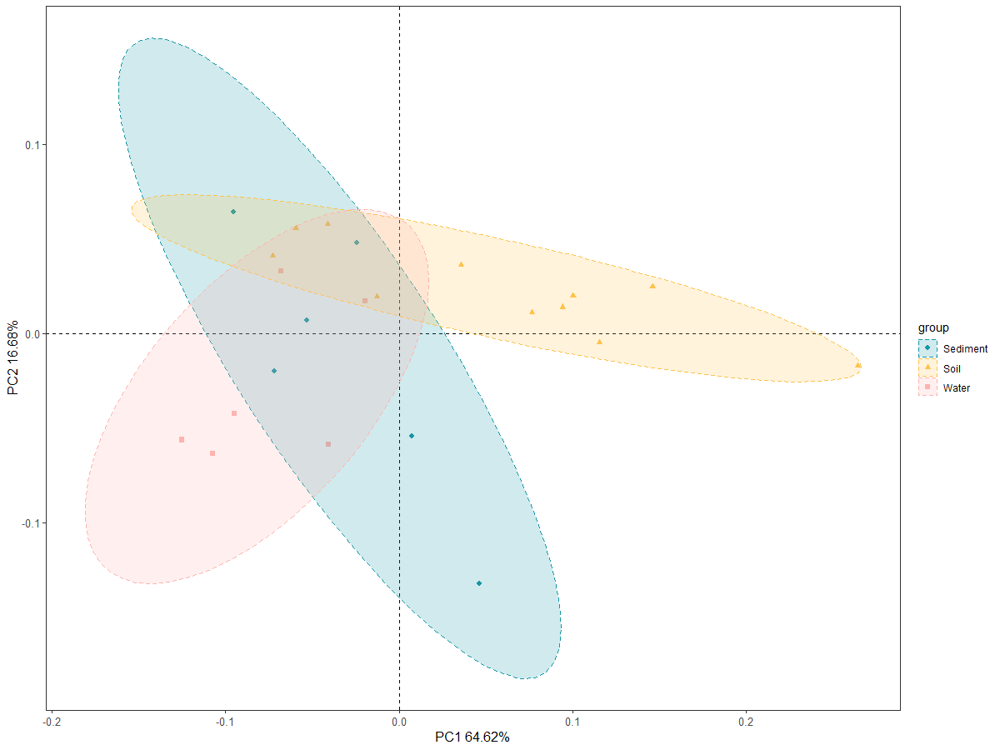 0.1
0.0
-0.1
PC2 16.68%
-0.2
-0.1
0.0
0.1
0.2
PC1 64.62%
group
Sediment
Soil
Water